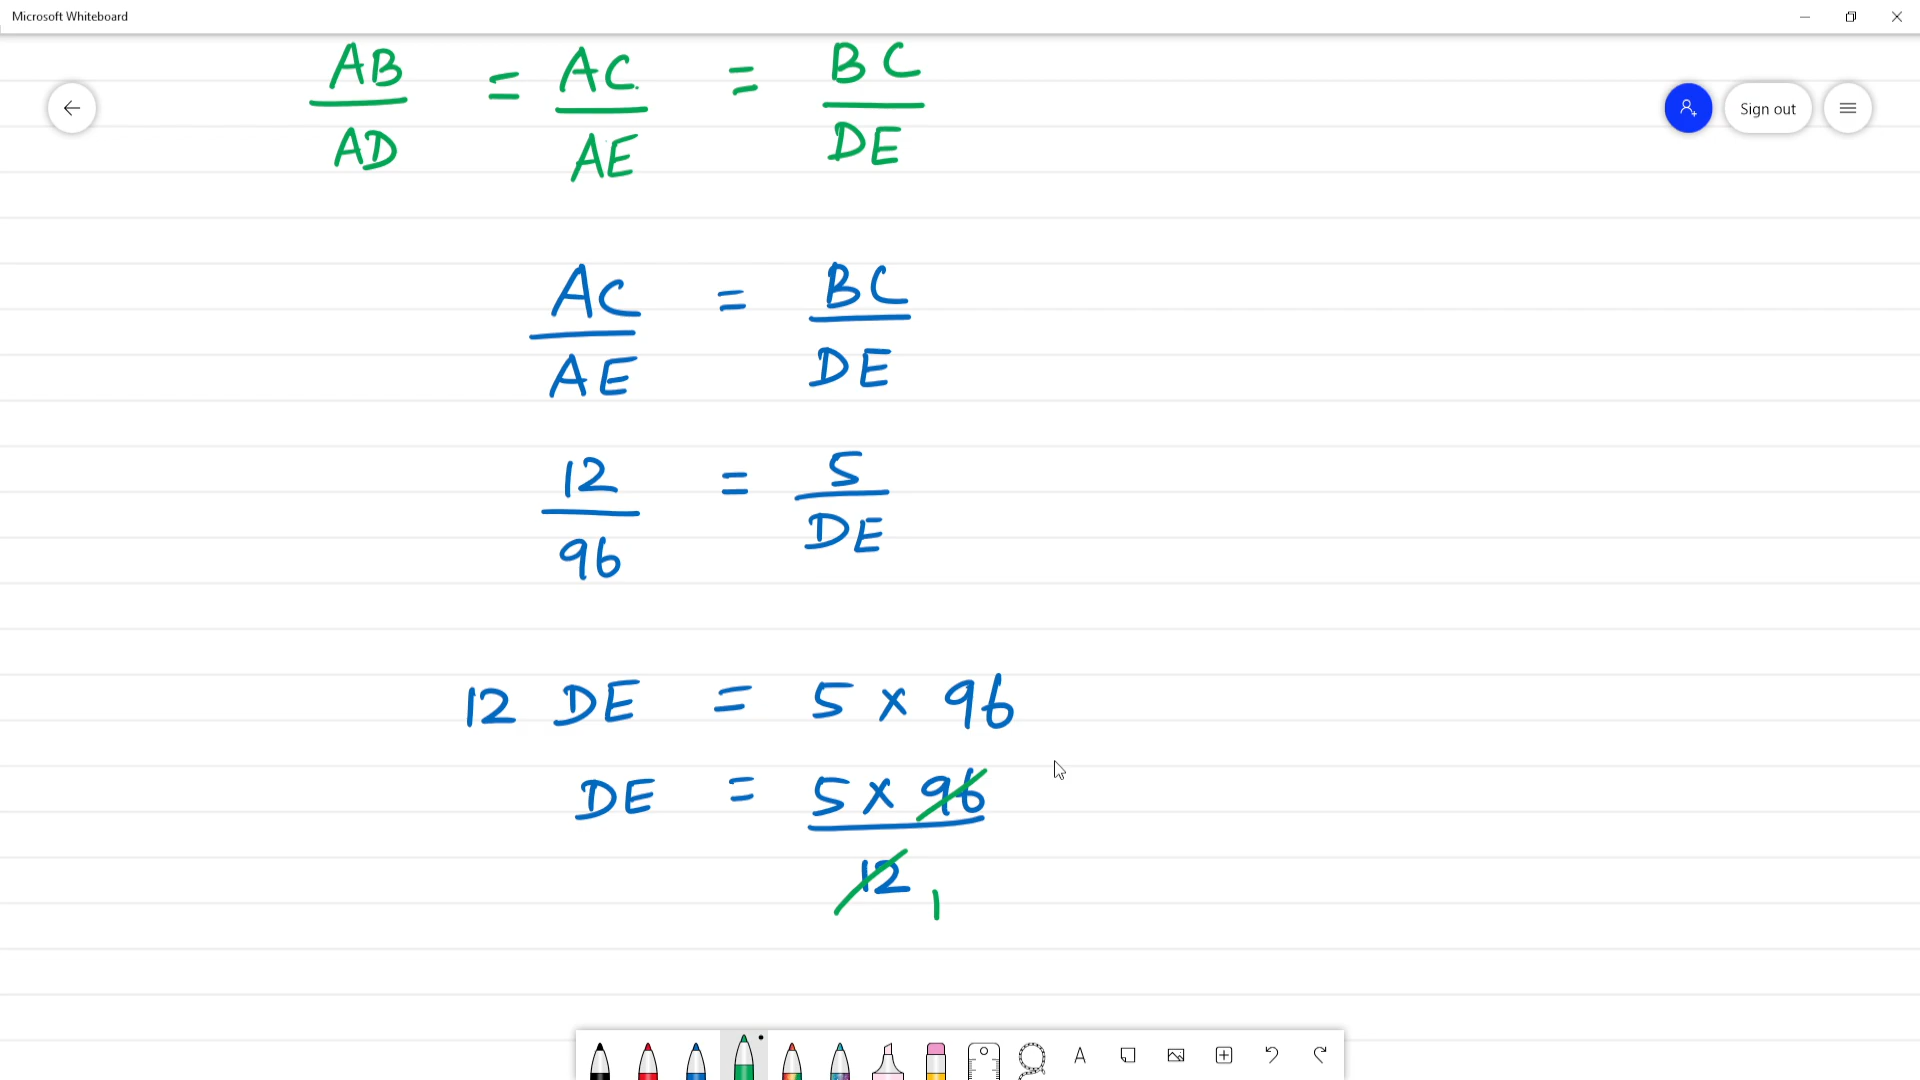 Microsoft Whiteboard
AB = AC = BC
AD AE DE
Sign out
AC = BC
AE DE
12 = 5
96 DE
12 DE = 5 x 96
DE = 5 x 96
12 1
A